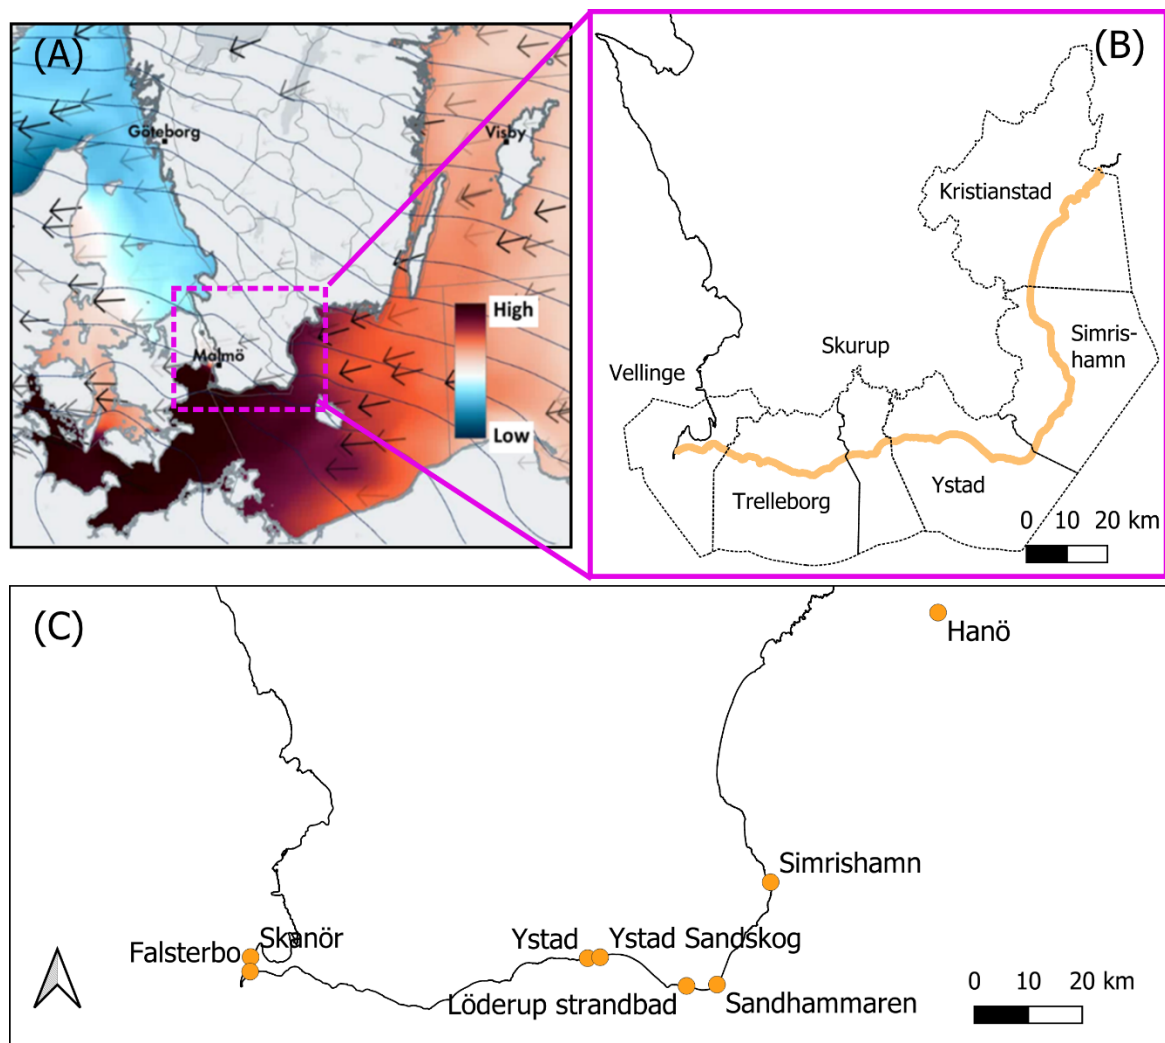 (A)
Göteborg
Visby
Malmö
High
Low
(B)
Kristianstad
Simris-
hamn
Skurup
Vellinge
Trelleborg
Ystad
0 10 20 km
(C)
Hanö
Simrishamn
Falsterbo
Skanör
Ystad
Ystad Sandskog
Löderup strandbad
Sandhammaren
0 10 20 km